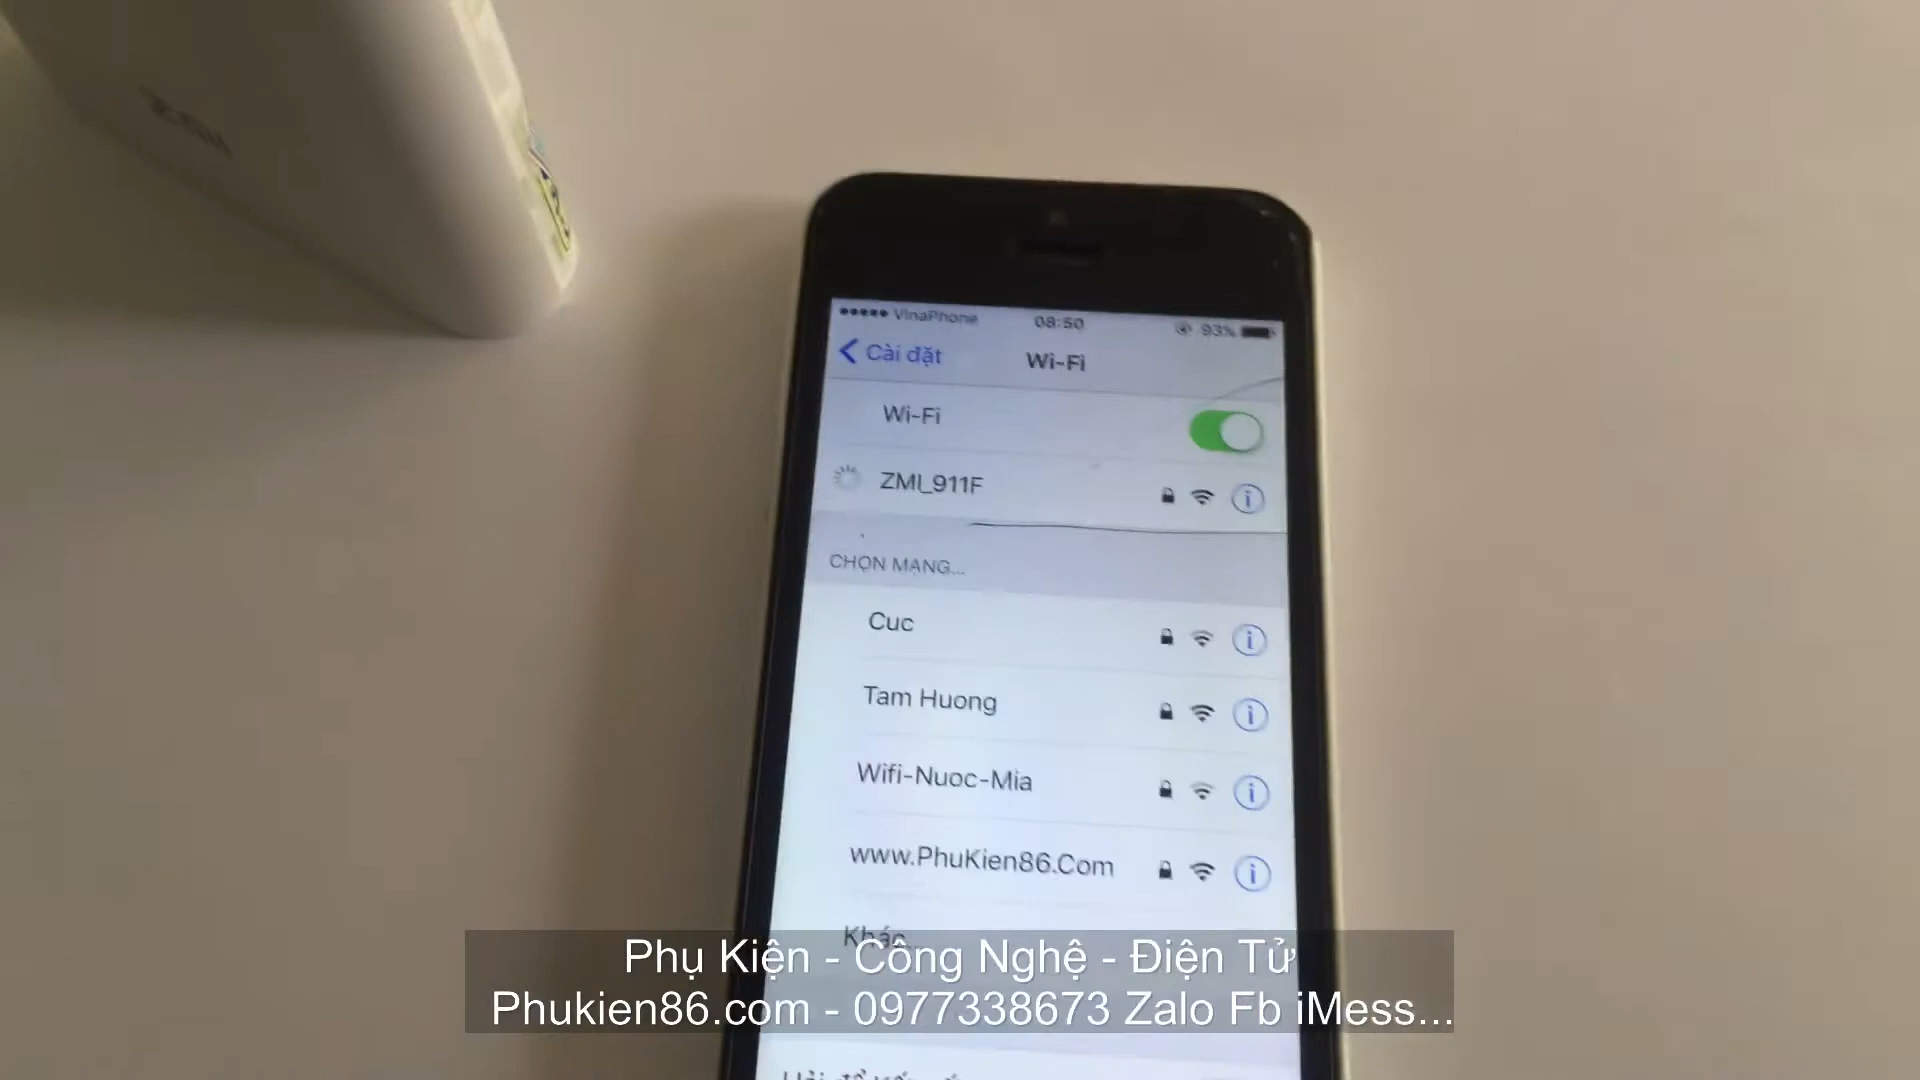 VinaPhone 08:50 93%
Cài đặt Wi-Fi
Wi-Fi
ZMI_911F
CHỌN MẠNG...
Cuc
Tam Huong
Wifi-Nuoc-Mia
www.PhuKien86.Com
Khác...
Phụ Kiện - Công Nghệ - Điện Tử
Phukien86.com - 0977338673 Zalo Fb iMess...